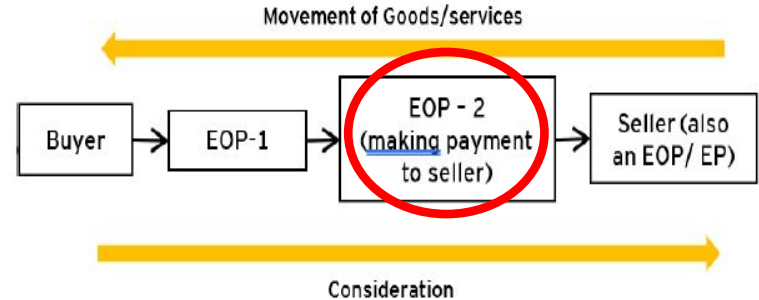 Movement of Goods/services
Buyer
EOP-1
EOP - 2
(making payment
to seller)
Seller (also
an EOP/ EP)
Consideration